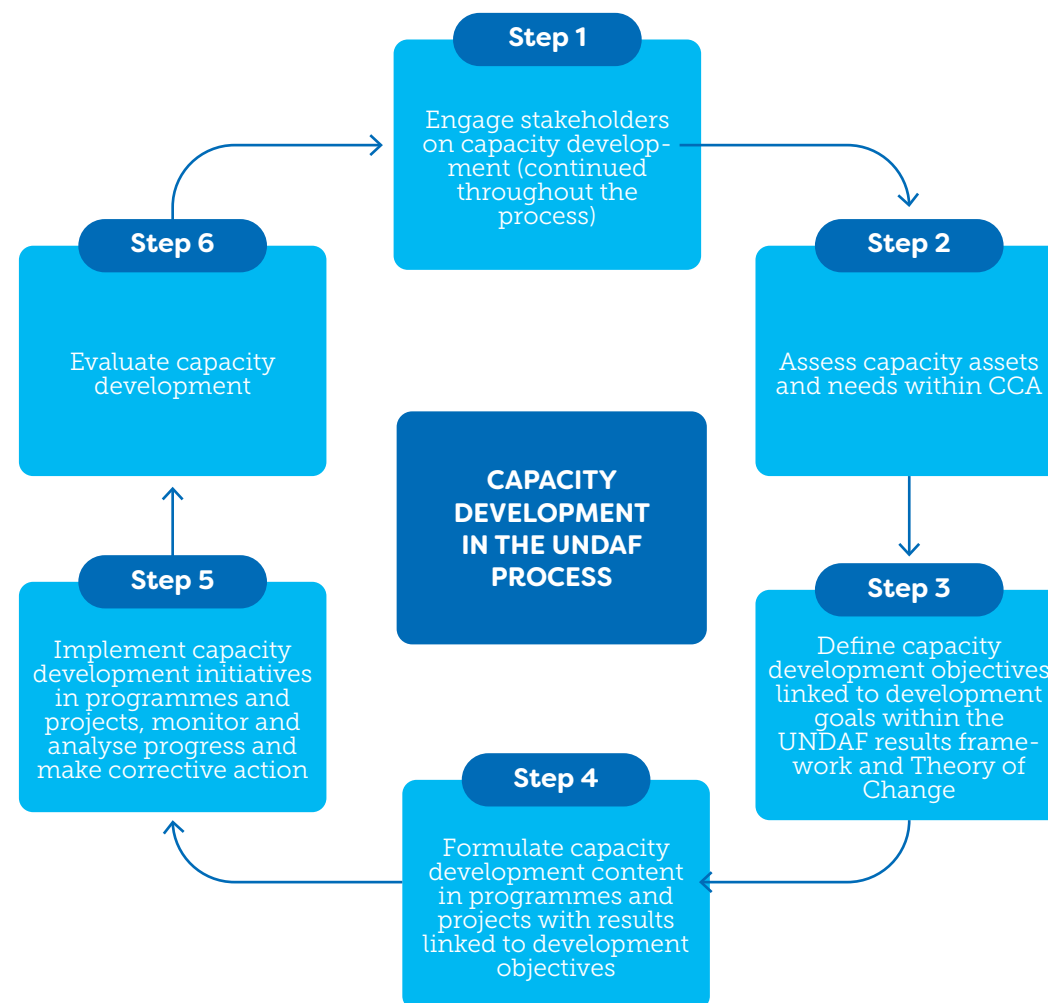 Step 1
Engage stakeholders
on capacity develop-
ment (continued
throughout the
process)
Step 2
Assess capacity assets
and needs within CCA
Step 3
Define capacity
development objectives
linked to development
goals within the
UNDAF results frame-
work and Theory of
Change
Step 4
Formulate capacity
development content
in programmes and
projects with results
linked to development
objectives
Step 5
Implement capacity
development initiatives
in programmes and
projects, monitor and
analyse progress and
make corrective action
Step 6
Evaluate capacity
development
CAPACITY
DEVELOPMENT
IN THE UNDAF
PROCESS